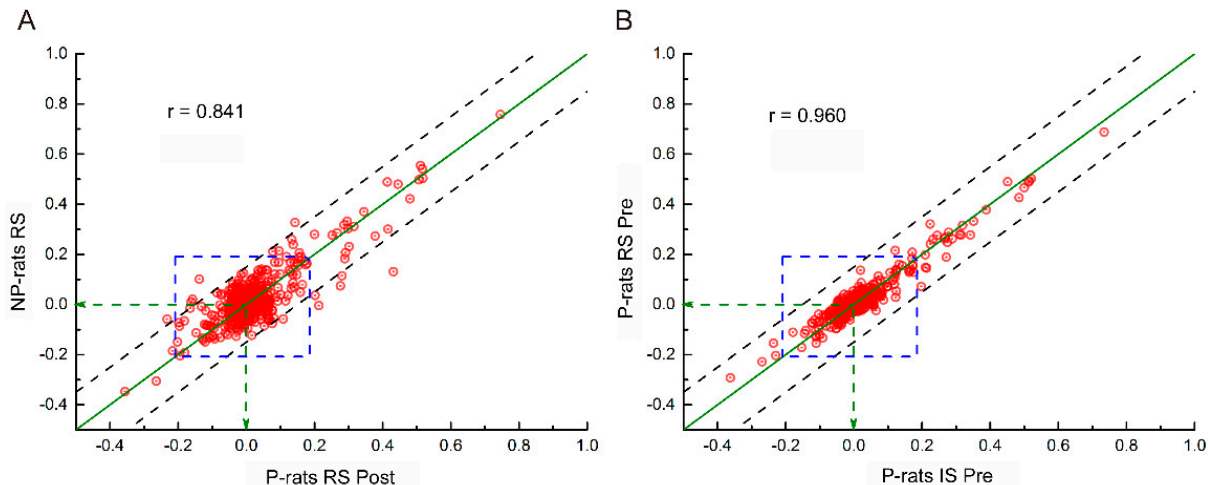 A
B
1.0
0.8
0.6
0.4
0.2
0.0
-0.2
-0.4
NP-rats RS
r = 0.841
-0.4 -0.2 0.0 0.2 0.4 0.6 0.8 1.0
P-rats RS Post
1.0
0.8
0.6
0.4
0.2
0.0
-0.2
-0.4
P-rats RS Pre
r = 0.960
-0.4 -0.2 0.0 0.2 0.4 0.6 0.8 1.0
P-rats IS Pre